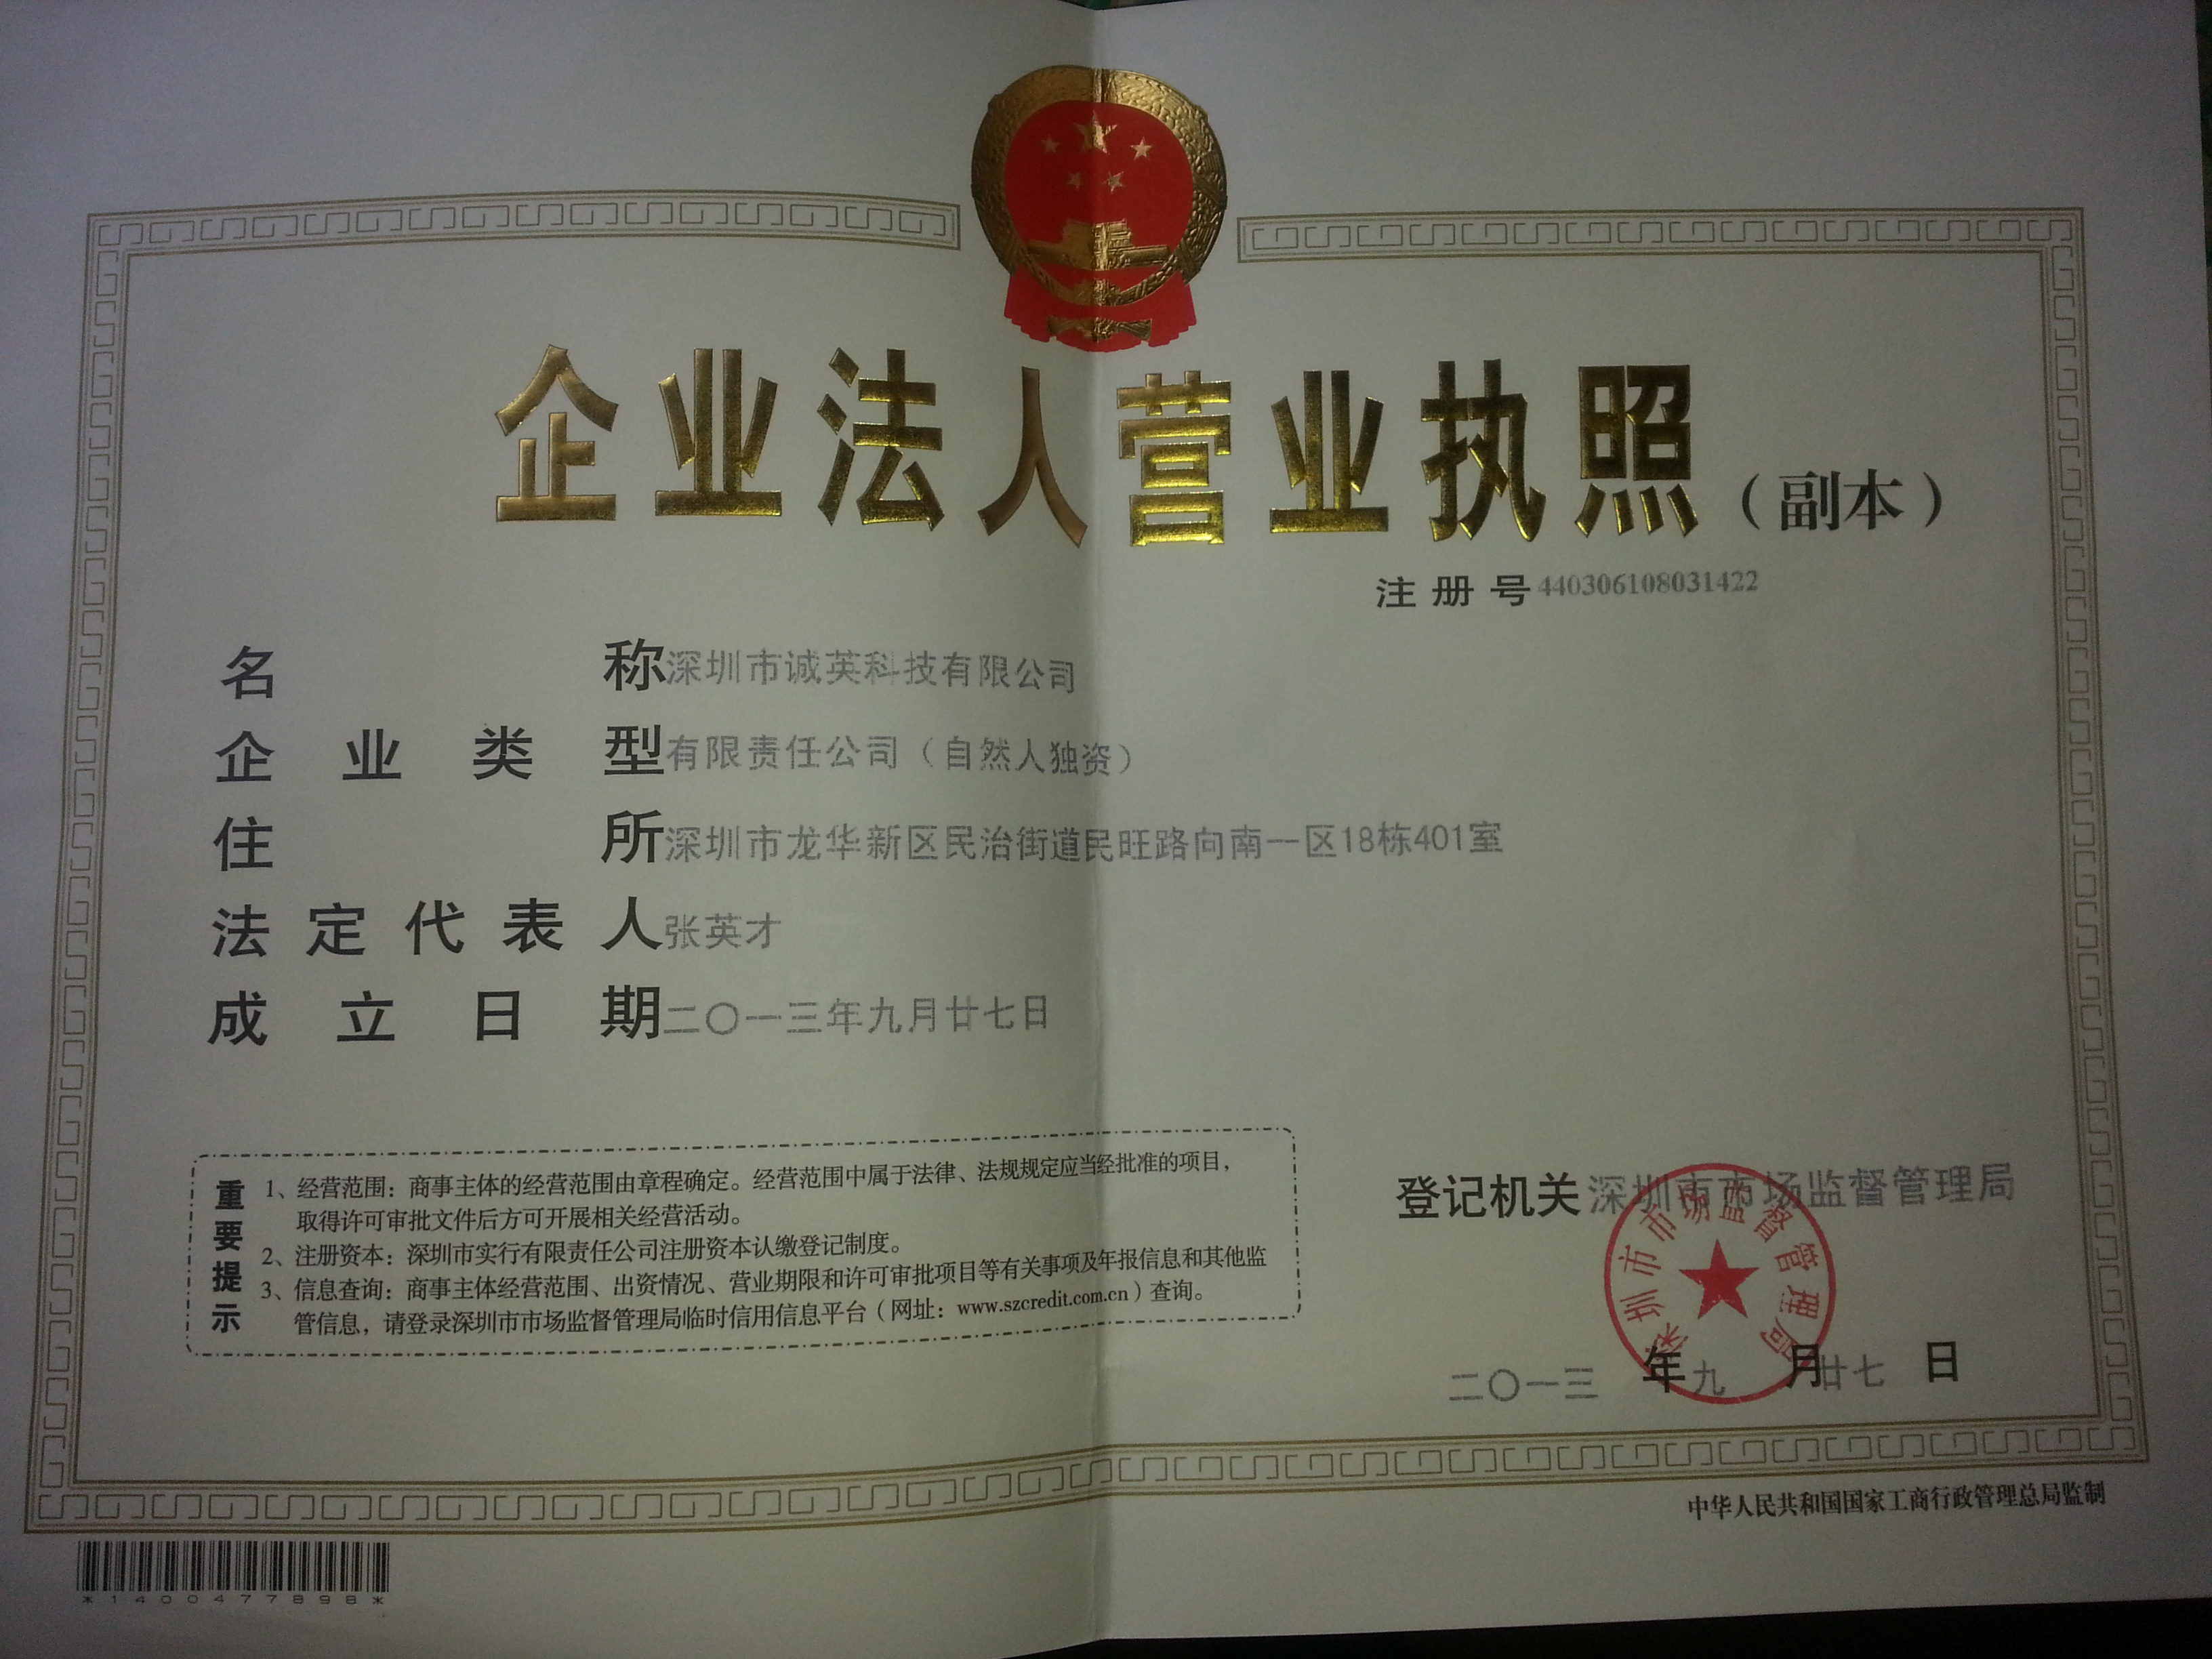 企业法人营业执照（副本）
注册号440306108031422
名称深圳市诚英科技有限公司
企业类型有限责任公司（自然人独资）
住所深圳市龙华新区民治街道民旺路向南一区18栋401室
法定代表人张英才
成立日期二〇一三年九月廿七日
重要提示
1、经营范围：商事主体的经营范围由章程确定。经营范围中属于法律、法规规定应当经批准的项目，
取得许可审批文件后方可开展相关经营活动。
2、注册资本：深圳市实行有限责任公司注册资本认缴登记制度。
3、信息查询：商事主体经营范围、出资情况、营业期限和许可审批项目等有关事项及年报信息和其他监
管信息，请登录深圳市市场监督管理局临时信用信息平台（网址：www.szcredit.com.cn）查询。
登记机关深圳市市场监督管理局
深圳市市场监督管理局
二〇一三年九月廿七日
中华人民共和国国家工商行政管理总局监制
*1400477898*